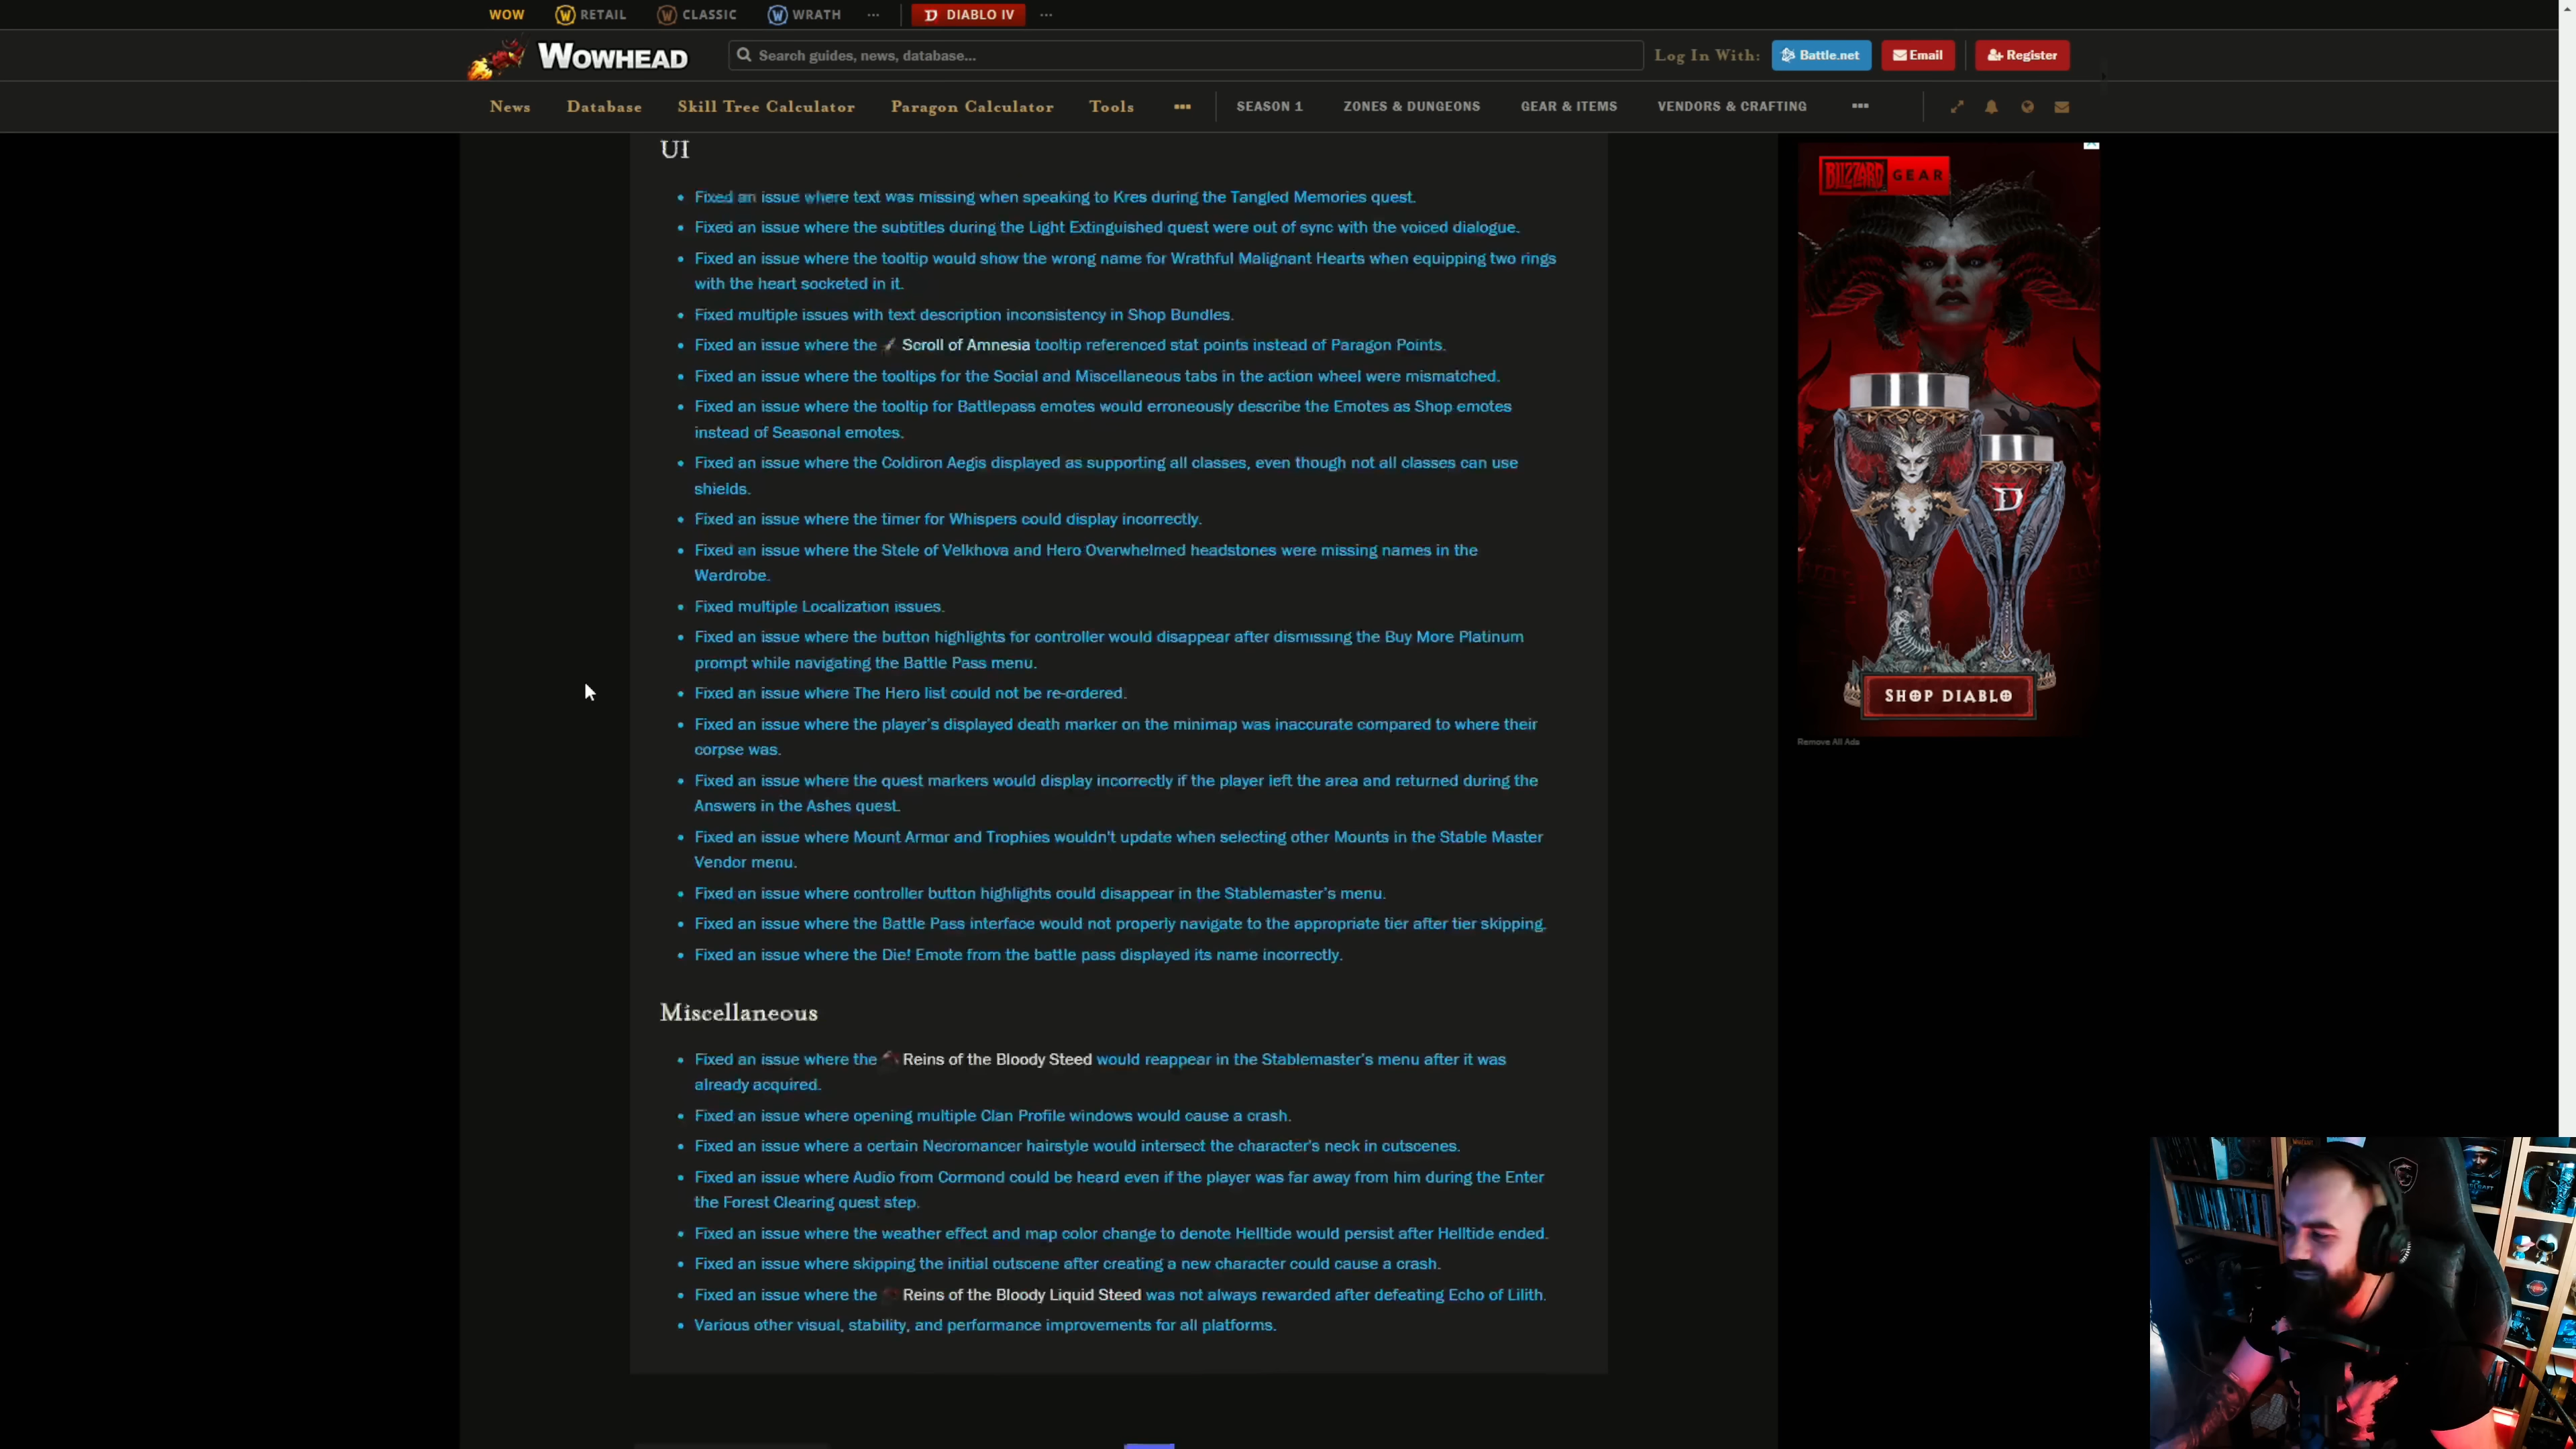 WOW RETAIL CLASSIC WRATH ... DIABLO IV ...
WOWHEAD Search guides, news, database... Log In With: Battle.net Email Register
News Database Skill Tree Calculator Paragon Calculator Tools ... SEASON 1 ZONES & DUNGEONS GEAR & ITEMS VENDORS & CRAFTING ...
UI
• Fixed an issue where text was missing when speaking to Kres during the Tangled Memories quest.
• Fixed an issue where the subtitles during the Light Extinguished quest were out of sync with the voiced dialogue.
• Fixed an issue where the tooltip would show the wrong name for Wrathful Malignant Hearts when equipping two rings
with the heart socketed in it.
• Fixed multiple issues with text description inconsistency in Shop Bundles.
• Fixed an issue where the Scroll of Amnesia tooltip referenced stat points instead of Paragon Points.
• Fixed an issue where the tooltips for the Social and Miscellaneous tabs in the action wheel were mismatched.
• Fixed an issue where the tooltip for Battlepass emotes would erroneously describe the Emotes as Shop emotes
instead of Seasonal emotes.
• Fixed an issue where the Coldiron Aegis displayed as supporting all classes, even though not all classes can use
shields.
• Fixed an issue where the timer for Whispers could display incorrectly.
• Fixed an issue where the Stele of Velkhova and Hero Overwhelmed headstones were missing names in the
Wardrobe.
• Fixed multiple Localization issues.
• Fixed an issue where the button highlights for controller would disappear after dismissing the Buy More Platinum
prompt while navigating the Battle Pass menu.
• Fixed an issue where The Hero list could not be re-ordered.
• Fixed an issue where the player's displayed death marker on the minimap was inaccurate compared to where their
corpse was.
• Fixed an issue where the quest markers would display incorrectly if the player left the area and returned during the
Answers in the Ashes quest.
• Fixed an issue where Mount Armor and Trophies wouldn't update when selecting other Mounts in the Stable Master
Vendor menu.
• Fixed an issue where controller button highlights could disappear in the Stablemaster's menu.
• Fixed an issue where the Battle Pass interface would not properly navigate to the appropriate tier after tier skipping.
• Fixed an issue where the Die! Emote from the battle pass displayed its name incorrectly.
Miscellaneous
• Fixed an issue where the Reins of the Bloody Steed would reappear in the Stablemaster's menu after it was
already acquired.
• Fixed an issue where opening multiple Clan Profile windows would cause a crash.
• Fixed an issue where a certain Necromancer hairstyle would intersect the character's neck in cutscenes.
• Fixed an issue where Audio from Cormond could be heard even if the player was far away from him during the Enter
the Forest Clearing quest step.
• Fixed an issue where the weather effect and map color change to denote Helltide would persist after Helltide ended.
• Fixed an issue where skipping the initial cutscene after creating a new character could cause a crash.
• Fixed an issue where the Reins of the Bloody Liquid Steed was not always rewarded after defeating Echo of Lilith.
• Various other visual, stability, and performance improvements for all platforms.
BLIZZARD GEAR
D
SHOP DIABLO
Remove All Ads